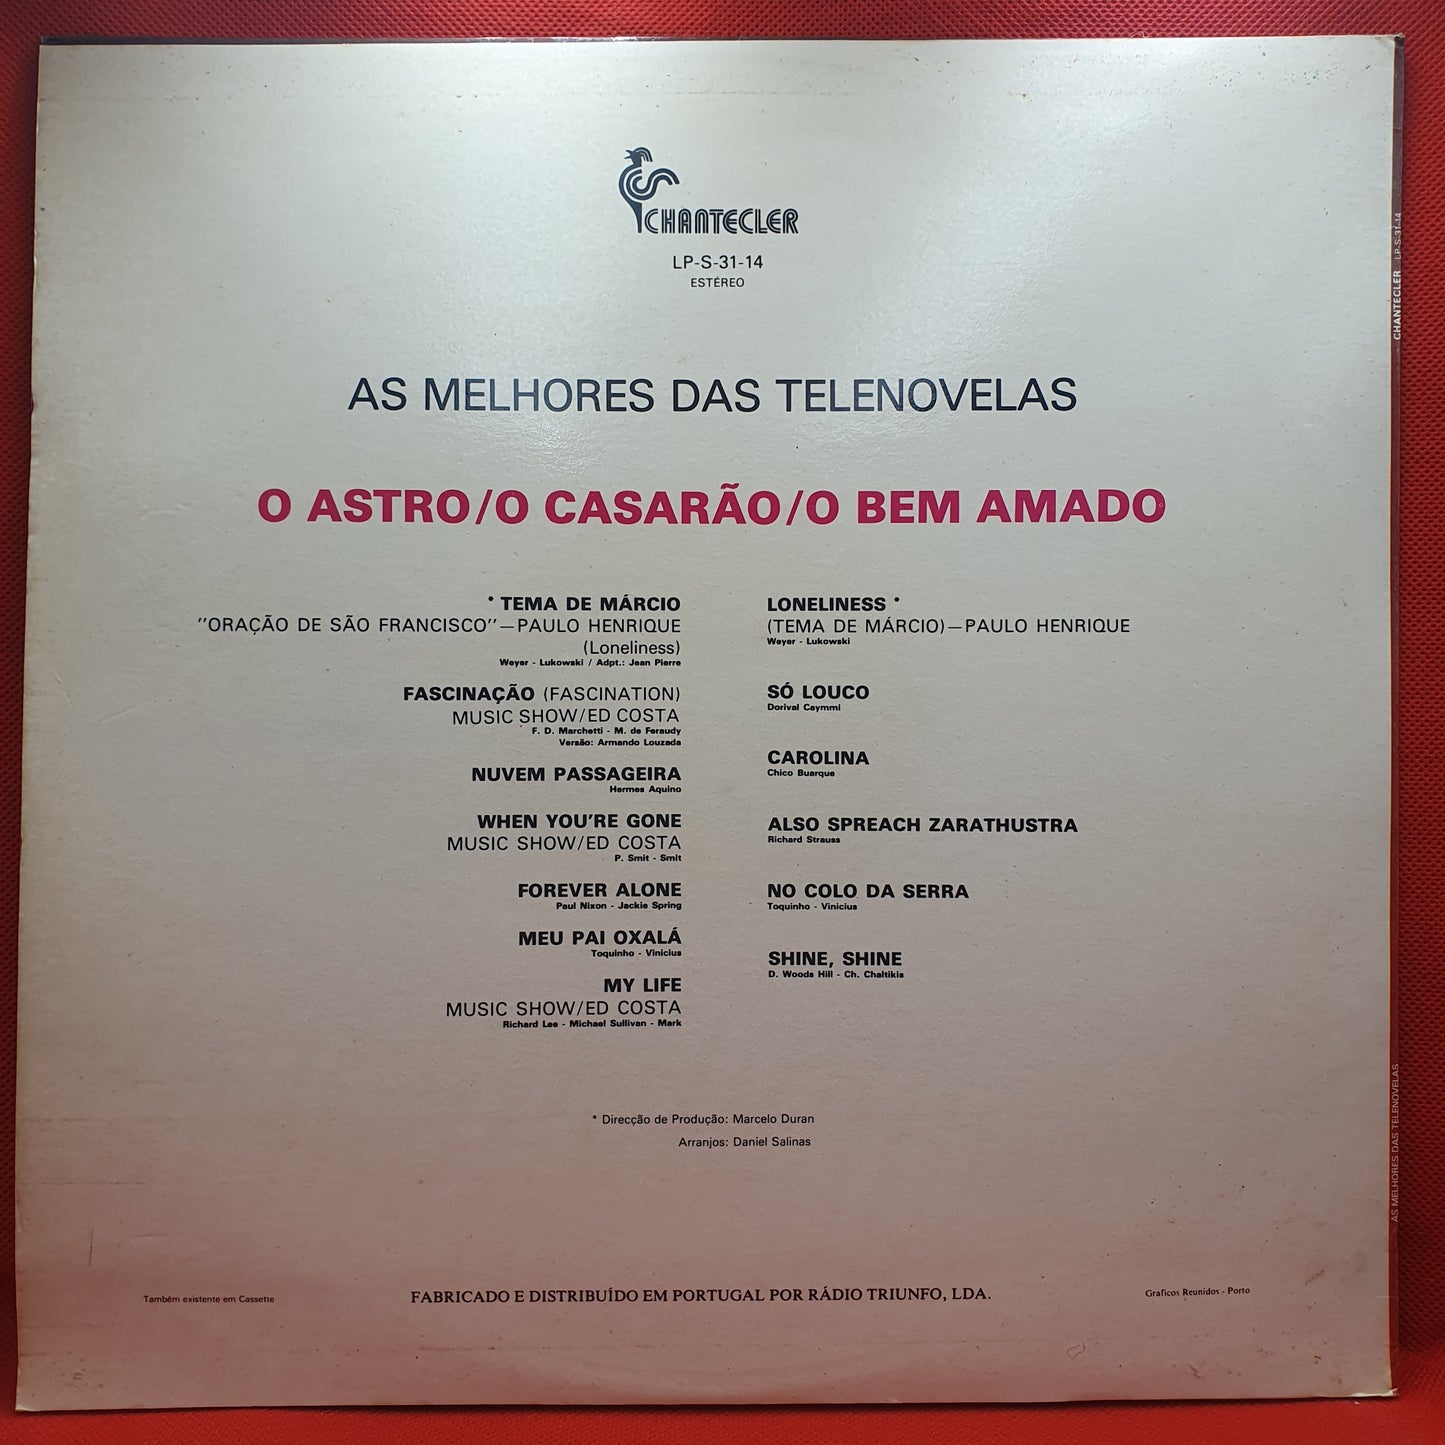 CHANTECLER
LP-S-31-14
ESTÉREO
AS MELHORES DAS TELENOVELAS
O ASTRO/O CASARÃO/O BEM AMADO
* TEMA DE MÁRCIO
"ORAÇÃO DE SÃO FRANCISCO"—PAULO HENRIQUE
(Loneliness)
Weyer - Lukowski / Adpt.: Jean Pierre
FASCINAÇÃO (FASCINATION)
MUSIC SHOW/ED COSTA
F. D. Marchetti - M. de Feraudy
Versão: Armando Louzada
NUVEM PASSAGEIRA
Hermes Aquino
WHEN YOU'RE GONE
MUSIC SHOW/ED COSTA
P. Smit - Smit
FOREVER ALONE
Paul Nixon - Jackie Spring
MEU PAI OXALÁ
Toquinho - Vinicius
MY LIFE
MUSIC SHOW/ED COSTA
Richard Lee - Michael Sullivan - Mark
LONELINESS *
(TEMA DE MÁRCIO)—PAULO HENRIQUE
Weyer - Lukowski
SÓ LOUCO
Dorival Caymmi
CAROLINA
Chico Buarque
ALSO SPREACH ZARATHUSTRA
Richard Strauss
NO COLO DA SERRA
Toquinho - Vinicius
SHINE, SHINE
D. Woods Hill - Ch. Chaltikis
* Direcção de Produção: Marcelo Duran
Arranjos: Daniel Salinas
Também existente em Cassette
FABRICADO E DISTRIBUÍDO EM PORTUGAL POR RÁDIO TRIUNFO, LDA.
Graficos Reunidos - Porto
CHANTECLER LP-S-31-14
AS MELHORES DAS TELENOVELAS